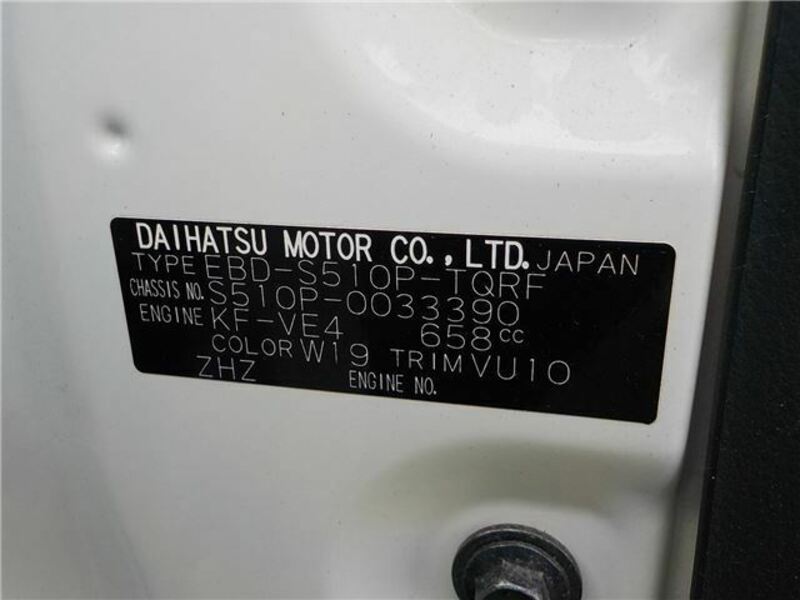 DAIHATSU MOTOR CO., LTD. JAPAN
TYPE EBD-S510P-TQRF
CHASSIS NO. S510P-0033390
ENGINE KF-VE4 658cc
COLOR W19 TRIM VU10
ZHZ ENGINE NO.